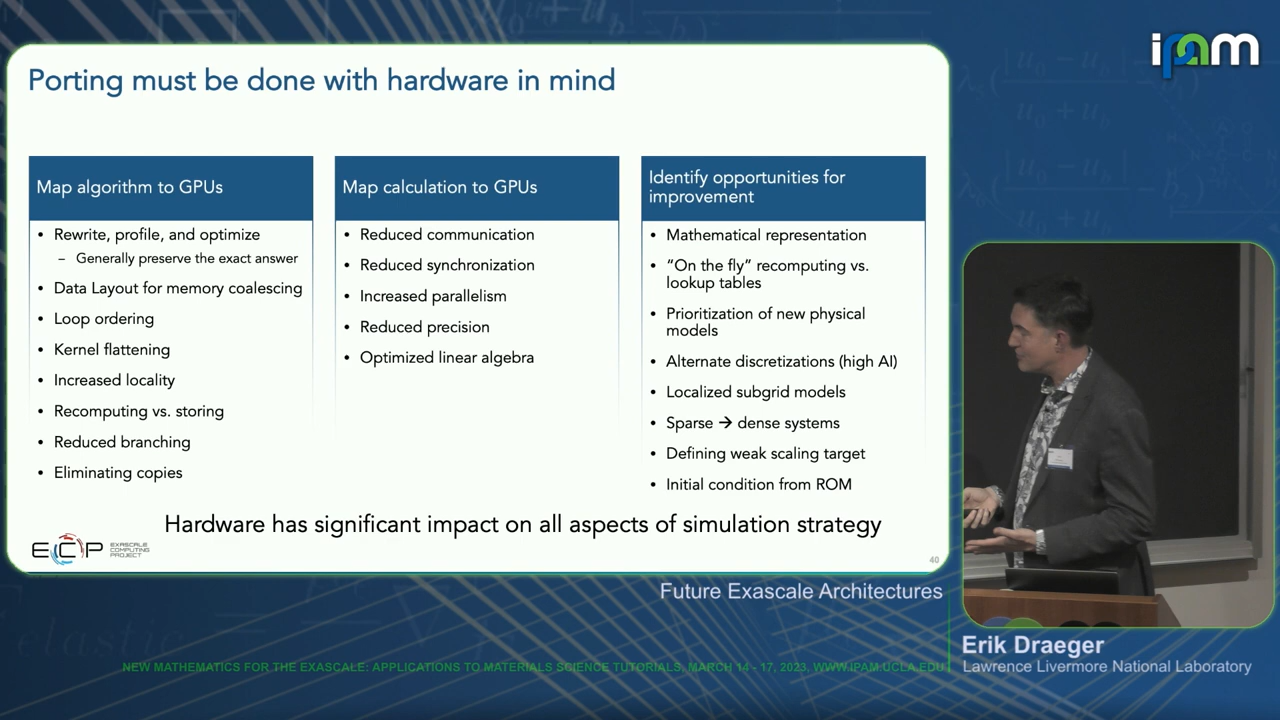 ipam
Porting must be done with hardware in mind
Map algorithm to GPUs
• Rewrite, profile, and optimize
– Generally preserve the exact answer
• Data Layout for memory coalescing
• Loop ordering
• Kernel flattening
• Increased locality
• Recomputing vs. storing
• Reduced branching
• Eliminating copies
Map calculation to GPUs
• Reduced communication
• Reduced synchronization
• Increased parallelism
• Reduced precision
• Optimized linear algebra
Identify opportunities for
improvement
• Mathematical representation
• “On the fly” recomputing vs.
lookup tables
• Prioritization of new physical
models
• Alternate discretizations (high AI)
• Localized subgrid models
• Sparse → dense systems
• Defining weak scaling target
• Initial condition from ROM
Hardware has significant impact on all aspects of simulation strategy
ECP
EXASCALE
COMPUTING
PROJECT
40
Future Exascale Architectures
Erik Draeger
Lawrence Livermore National Laboratory
NEW MATHEMATICS FOR THE EXASCALE: APPLICATIONS TO MATERIALS SCIENCE TUTORIALS, MARCH 14 - 17, 2023, WWW.IPAM.UCLA.EDU
elastic